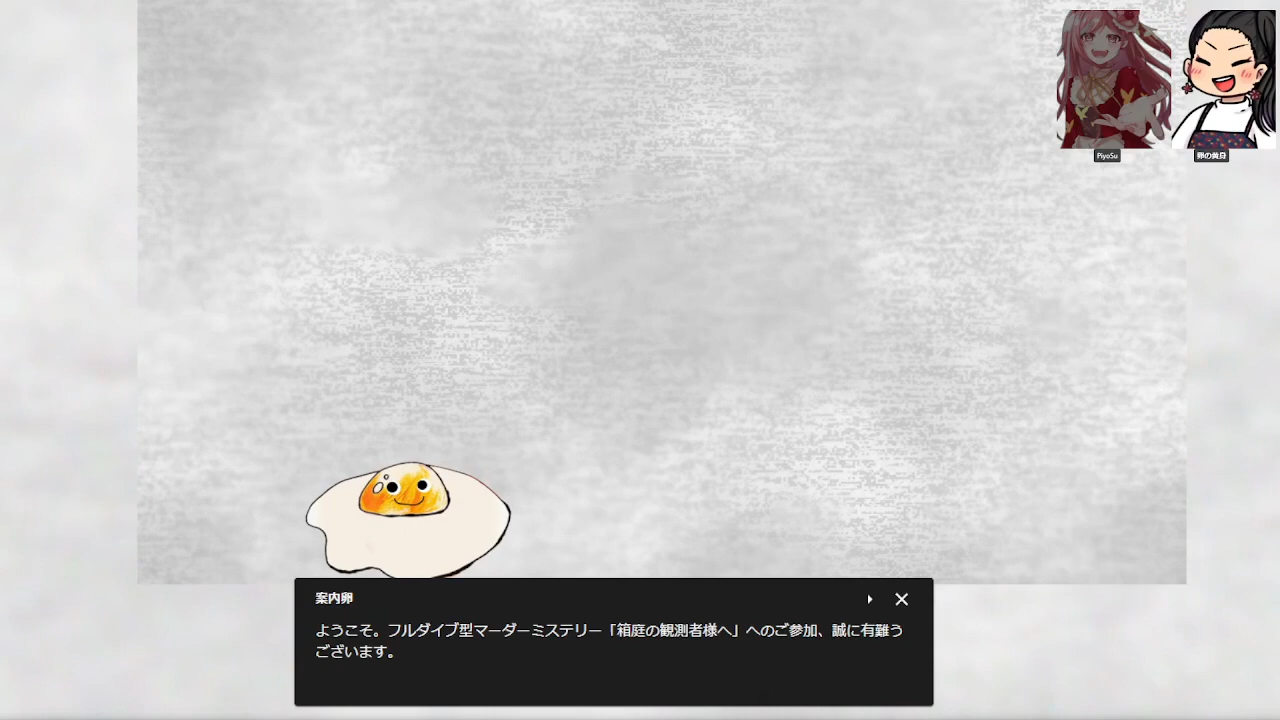 PiyoSu
卵の黄身
案内卵
ようこそ。フルダイブ型マーダーミステリー「箱庭の観測者様へ」へのご参加、誠に有難う
ございます。